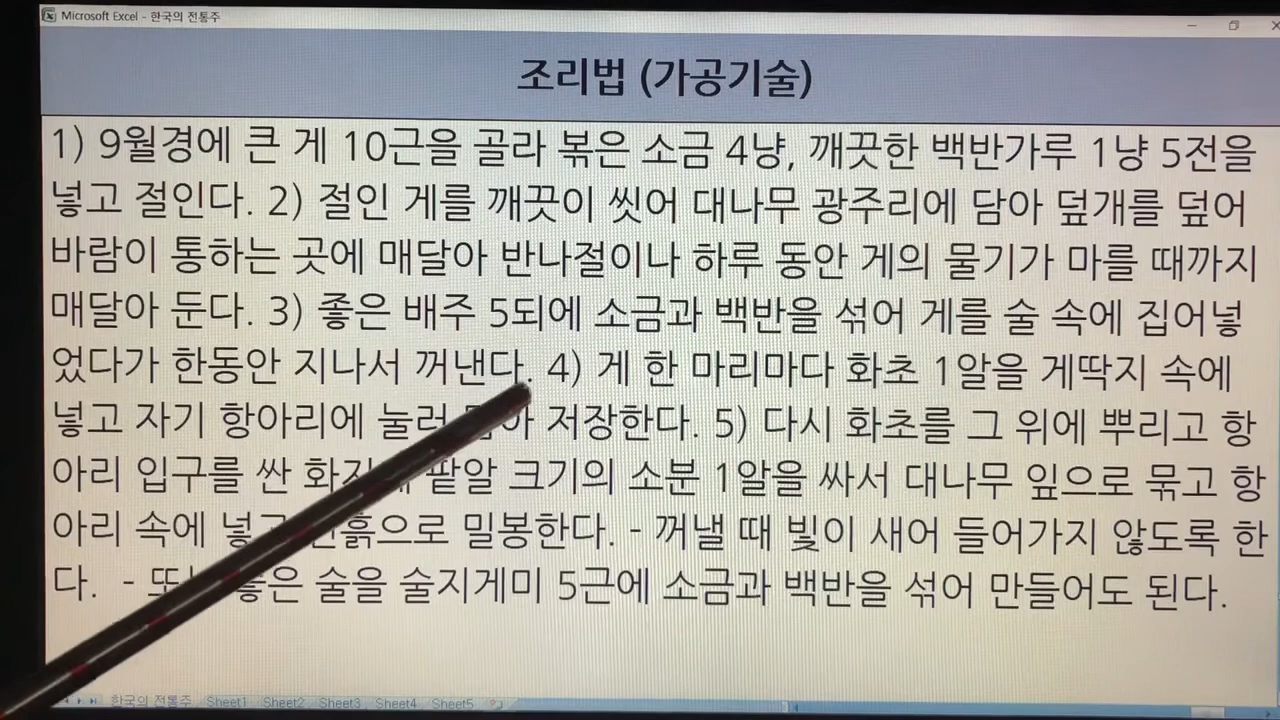 Microsoft Excel - 한국의 전통주
조리법 (가공기술)
1) 9월경에 큰 게 10근을 골라 볶은 소금 4냥, 깨끗한 백반가루 1냥 5전을
넣고 절인다. 2) 절인 게를 깨끗이 씻어 대나무 광주리에 담아 덮개를 덮어
바람이 통하는 곳에 매달아 반나절이나 하루 동안 게의 물기가 마를 때까지
매달아 둔다. 3) 좋은 배주 5되에 소금과 백반을 섞어 게를 술 속에 집어넣
었다가 한동안 지나서 꺼낸다. 4) 게 한 마리마다 화초 1알을 게딱지 속에
넣고 자기 항아리에 눌러 저장한다. 5) 다시 화초를 그 위에 뿌리고 항
아리 입구를 싼 팥알 크기의 소분 1알을 싸서 대나무 잎으로 묶고 항
아리 속에 밀봉한다. - 꺼낼 때 빛이 새어 들어가지 않도록 한
다. - 술을 술지게미 5근에 소금과 백반을 섞어 만들어도 된다.
한국의 전통주 Sheet1 Sheet2 Sheet3 Sheet4 Sheet5